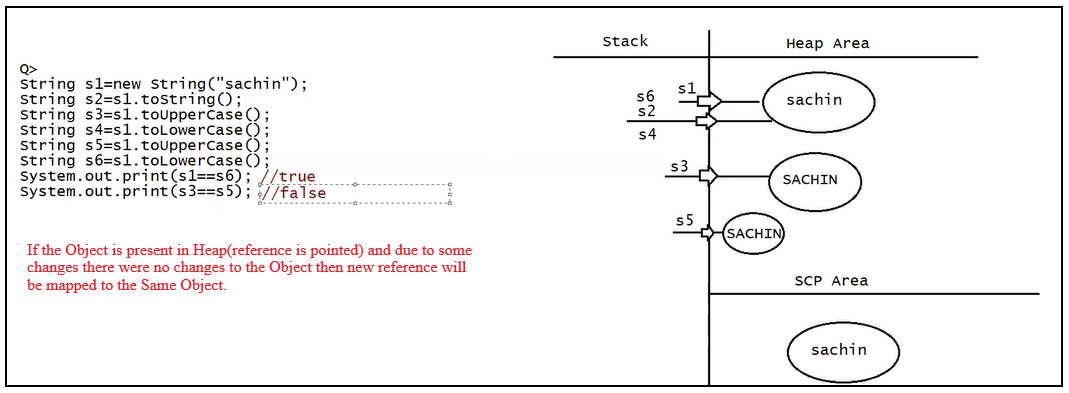 Q>
String s1=new String("sachin");
String s2=s1.toString();
String s3=s1.toUpperCase();
String s4=s1.toLowerCase();
String s5=s1.toUpperCase();
String s6=s1.toLowerCase();
System.out.print(s1==s6); //true
System.out.print(s3==s5); //false
If the Object is present in Heap(reference is pointed) and due to some
changes there were no changes to the Object then new reference will
be mapped to the Same Object.
Stack
Heap Area
s1
s6
s2
s4
sachin
s3
SACHIN
s5
SACHIN
SCP Area
sachin